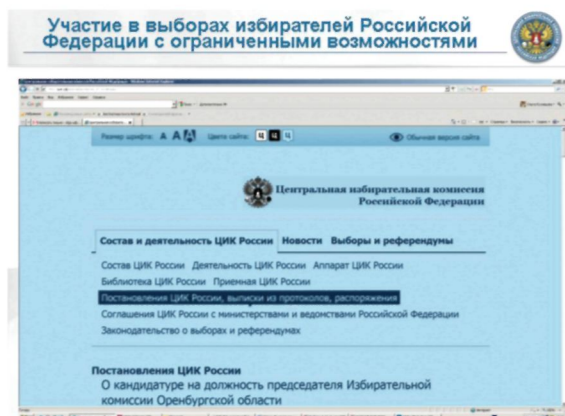 Участие в выборах избирателей Российской
Федерации с ограниченными возможностями
Размер шрифта: А А А Цвета сайта: Ц Ц Ц Обычная версия сайта
Центральная избирательная комиссия
Российской Федерации
Состав и деятельность ЦИК России Новости Выборы и референдумы
Состав ЦИК России Деятельность ЦИК России Аппарат ЦИК России
Библиотека ЦИК России Приемная ЦИК России
Постановления ЦИК России, выписки из протоколов, распоряжения
Соглашения ЦИК России с министерствами и ведомствами Российской Федерации
Законодательство о выборах и референдумах
Постановления ЦИК России
О кандидатуре на должность председателя Избирательной
комиссии Оренбургской области